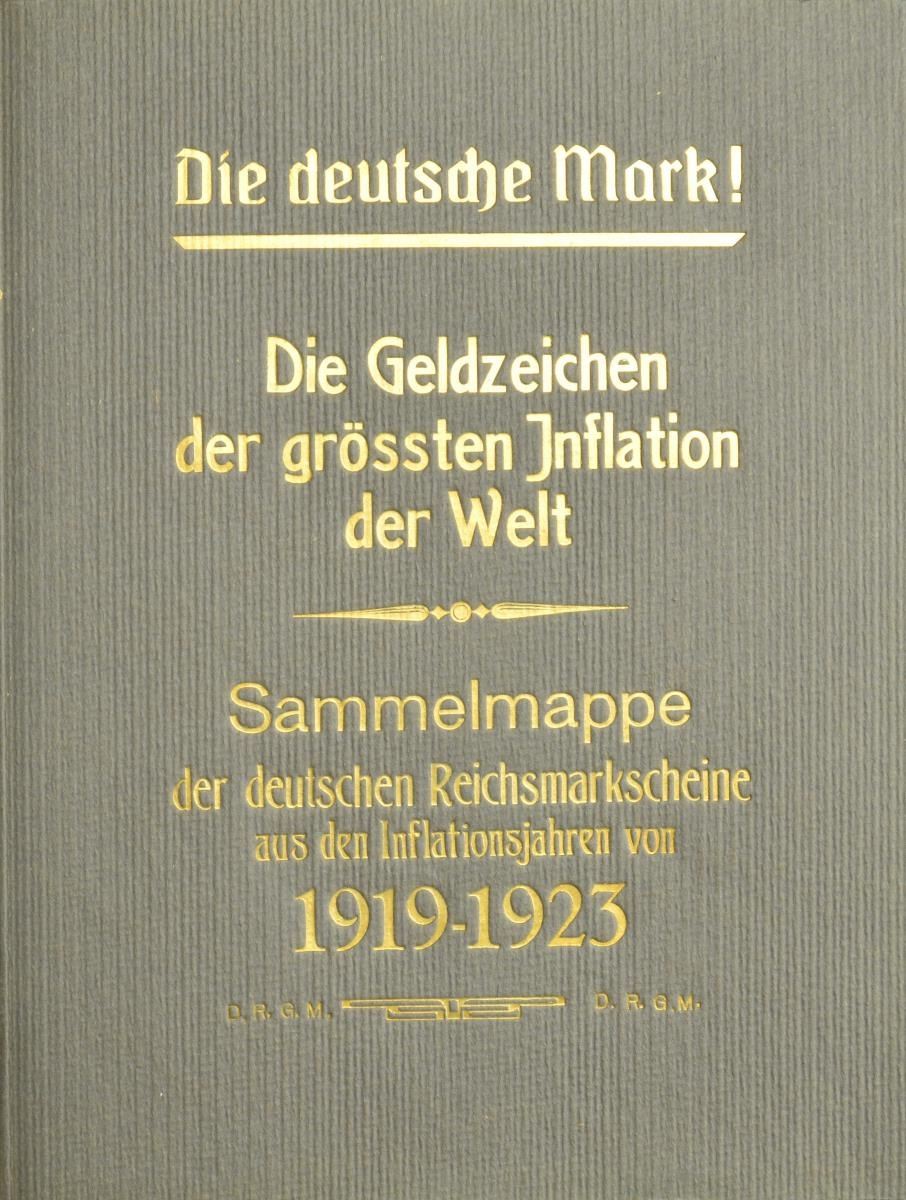 Die deutsche Mark!
Die Geldzeichen
der grössten Jnflation
der Welt
Sammelmappe
der deutschen Reichsmarkscheine
aus den Inflationsjahren von
1919-1923
D. R. G. M. D. R. G. M.